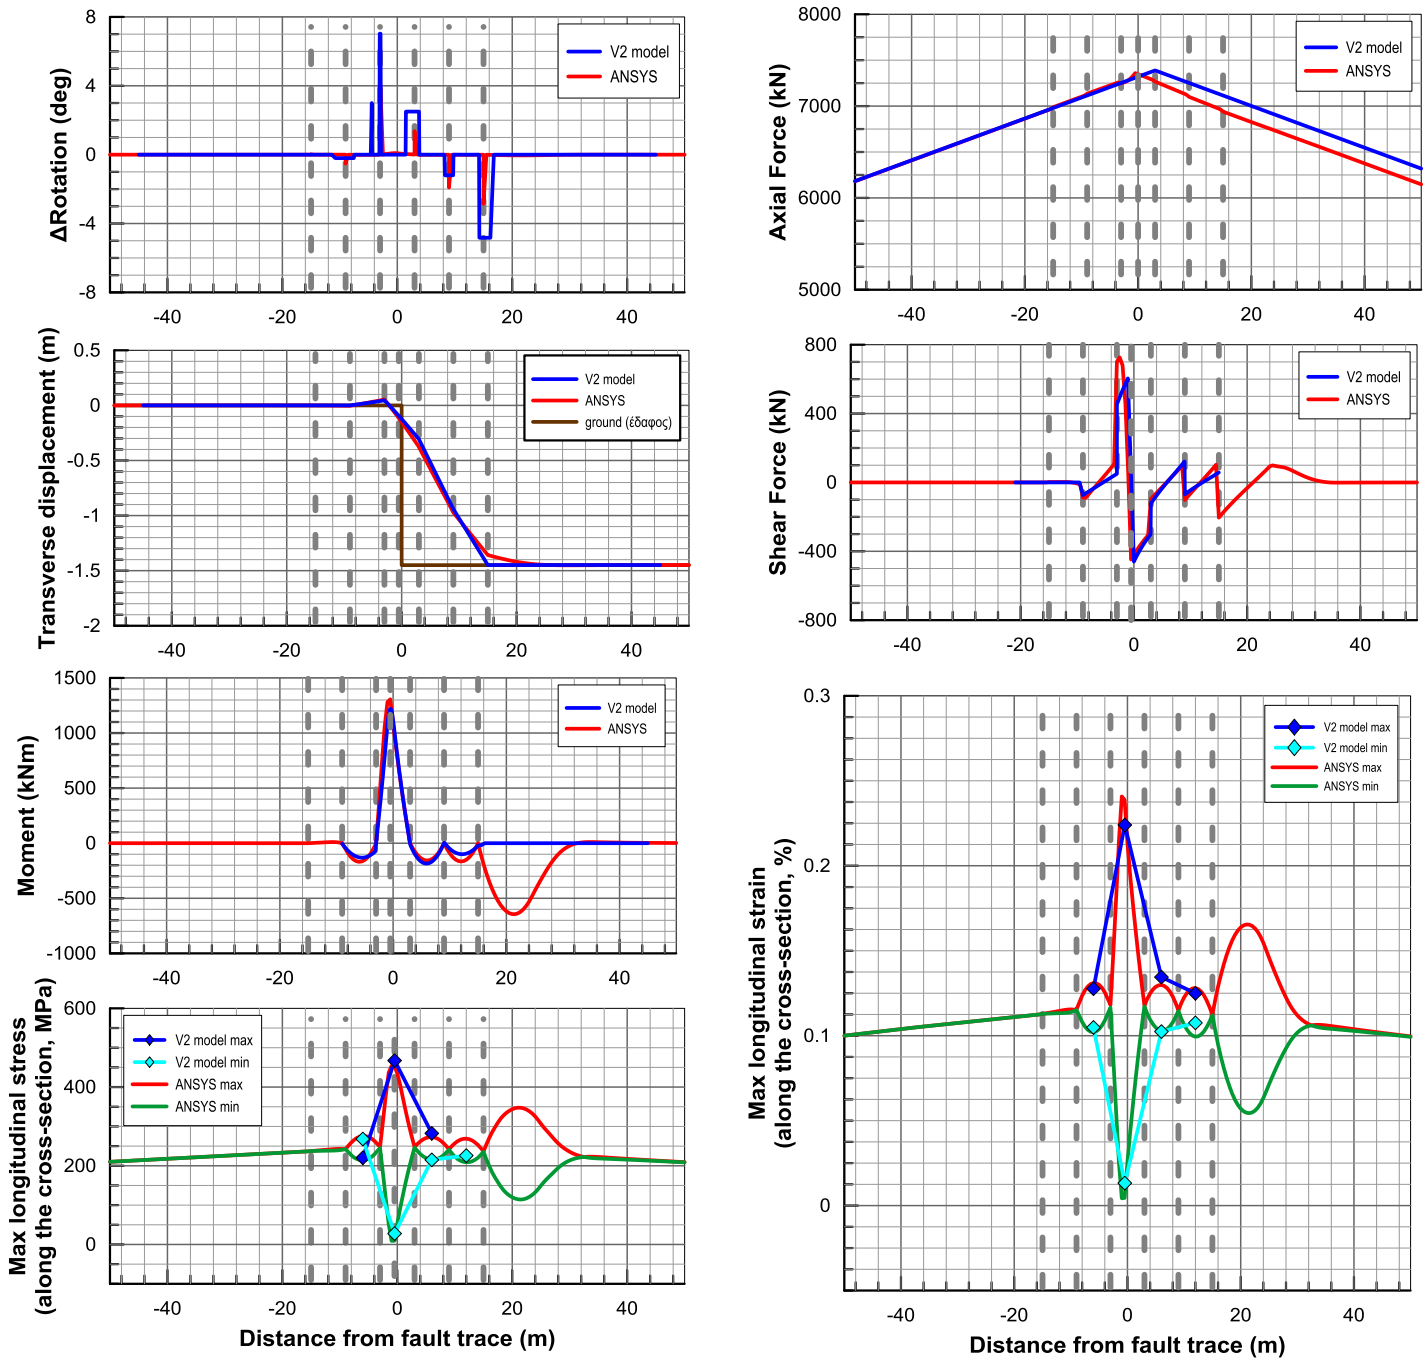 8
4
0
-4
-8
ΔRotation (deg)
V2 model
ANSYS
-40
-20
0
20
40
8000
7000
6000
5000
Axial Force (kN)
V2 model
ANSYS
-40
-20
0
20
40
0.5
0
-0.5
-1
-1.5
-2
Transverse displacement (m)
V2 model
ANSYS
ground (έδαφος)
-40
-20
0
20
40
800
400
0
-400
-800
Shear Force (kN)
V2 model
ANSYS
-40
-20
0
20
40
1500
1000
500
0
-500
-1000
Moment (kNm)
V2 model
ANSYS
-40
-20
0
20
40
600
400
200
0
Max longitudinal stress
(along the cross-section, MPa)
V2 model max
V2 model min
ANSYS max
ANSYS min
-40
-20
0
20
40
Distance from fault trace (m)
0.3
0.2
0.1
0
Max longitudinal strain
(along the cross-section, %)
V2 model max
V2 model min
ANSYS max
ANSYS min
-40
-20
0
20
40
Distance from fault trace (m)